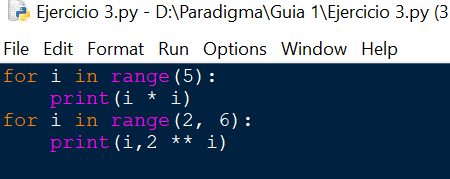 Ejercicio 3.py - D:\Paradigma\Guia 1\Ejercicio 3.py (3
File Edit Format Run Options Window Help
for i in range(5):
    print(i * i)
for i in range(2, 6):
    print(i,2 ** i)